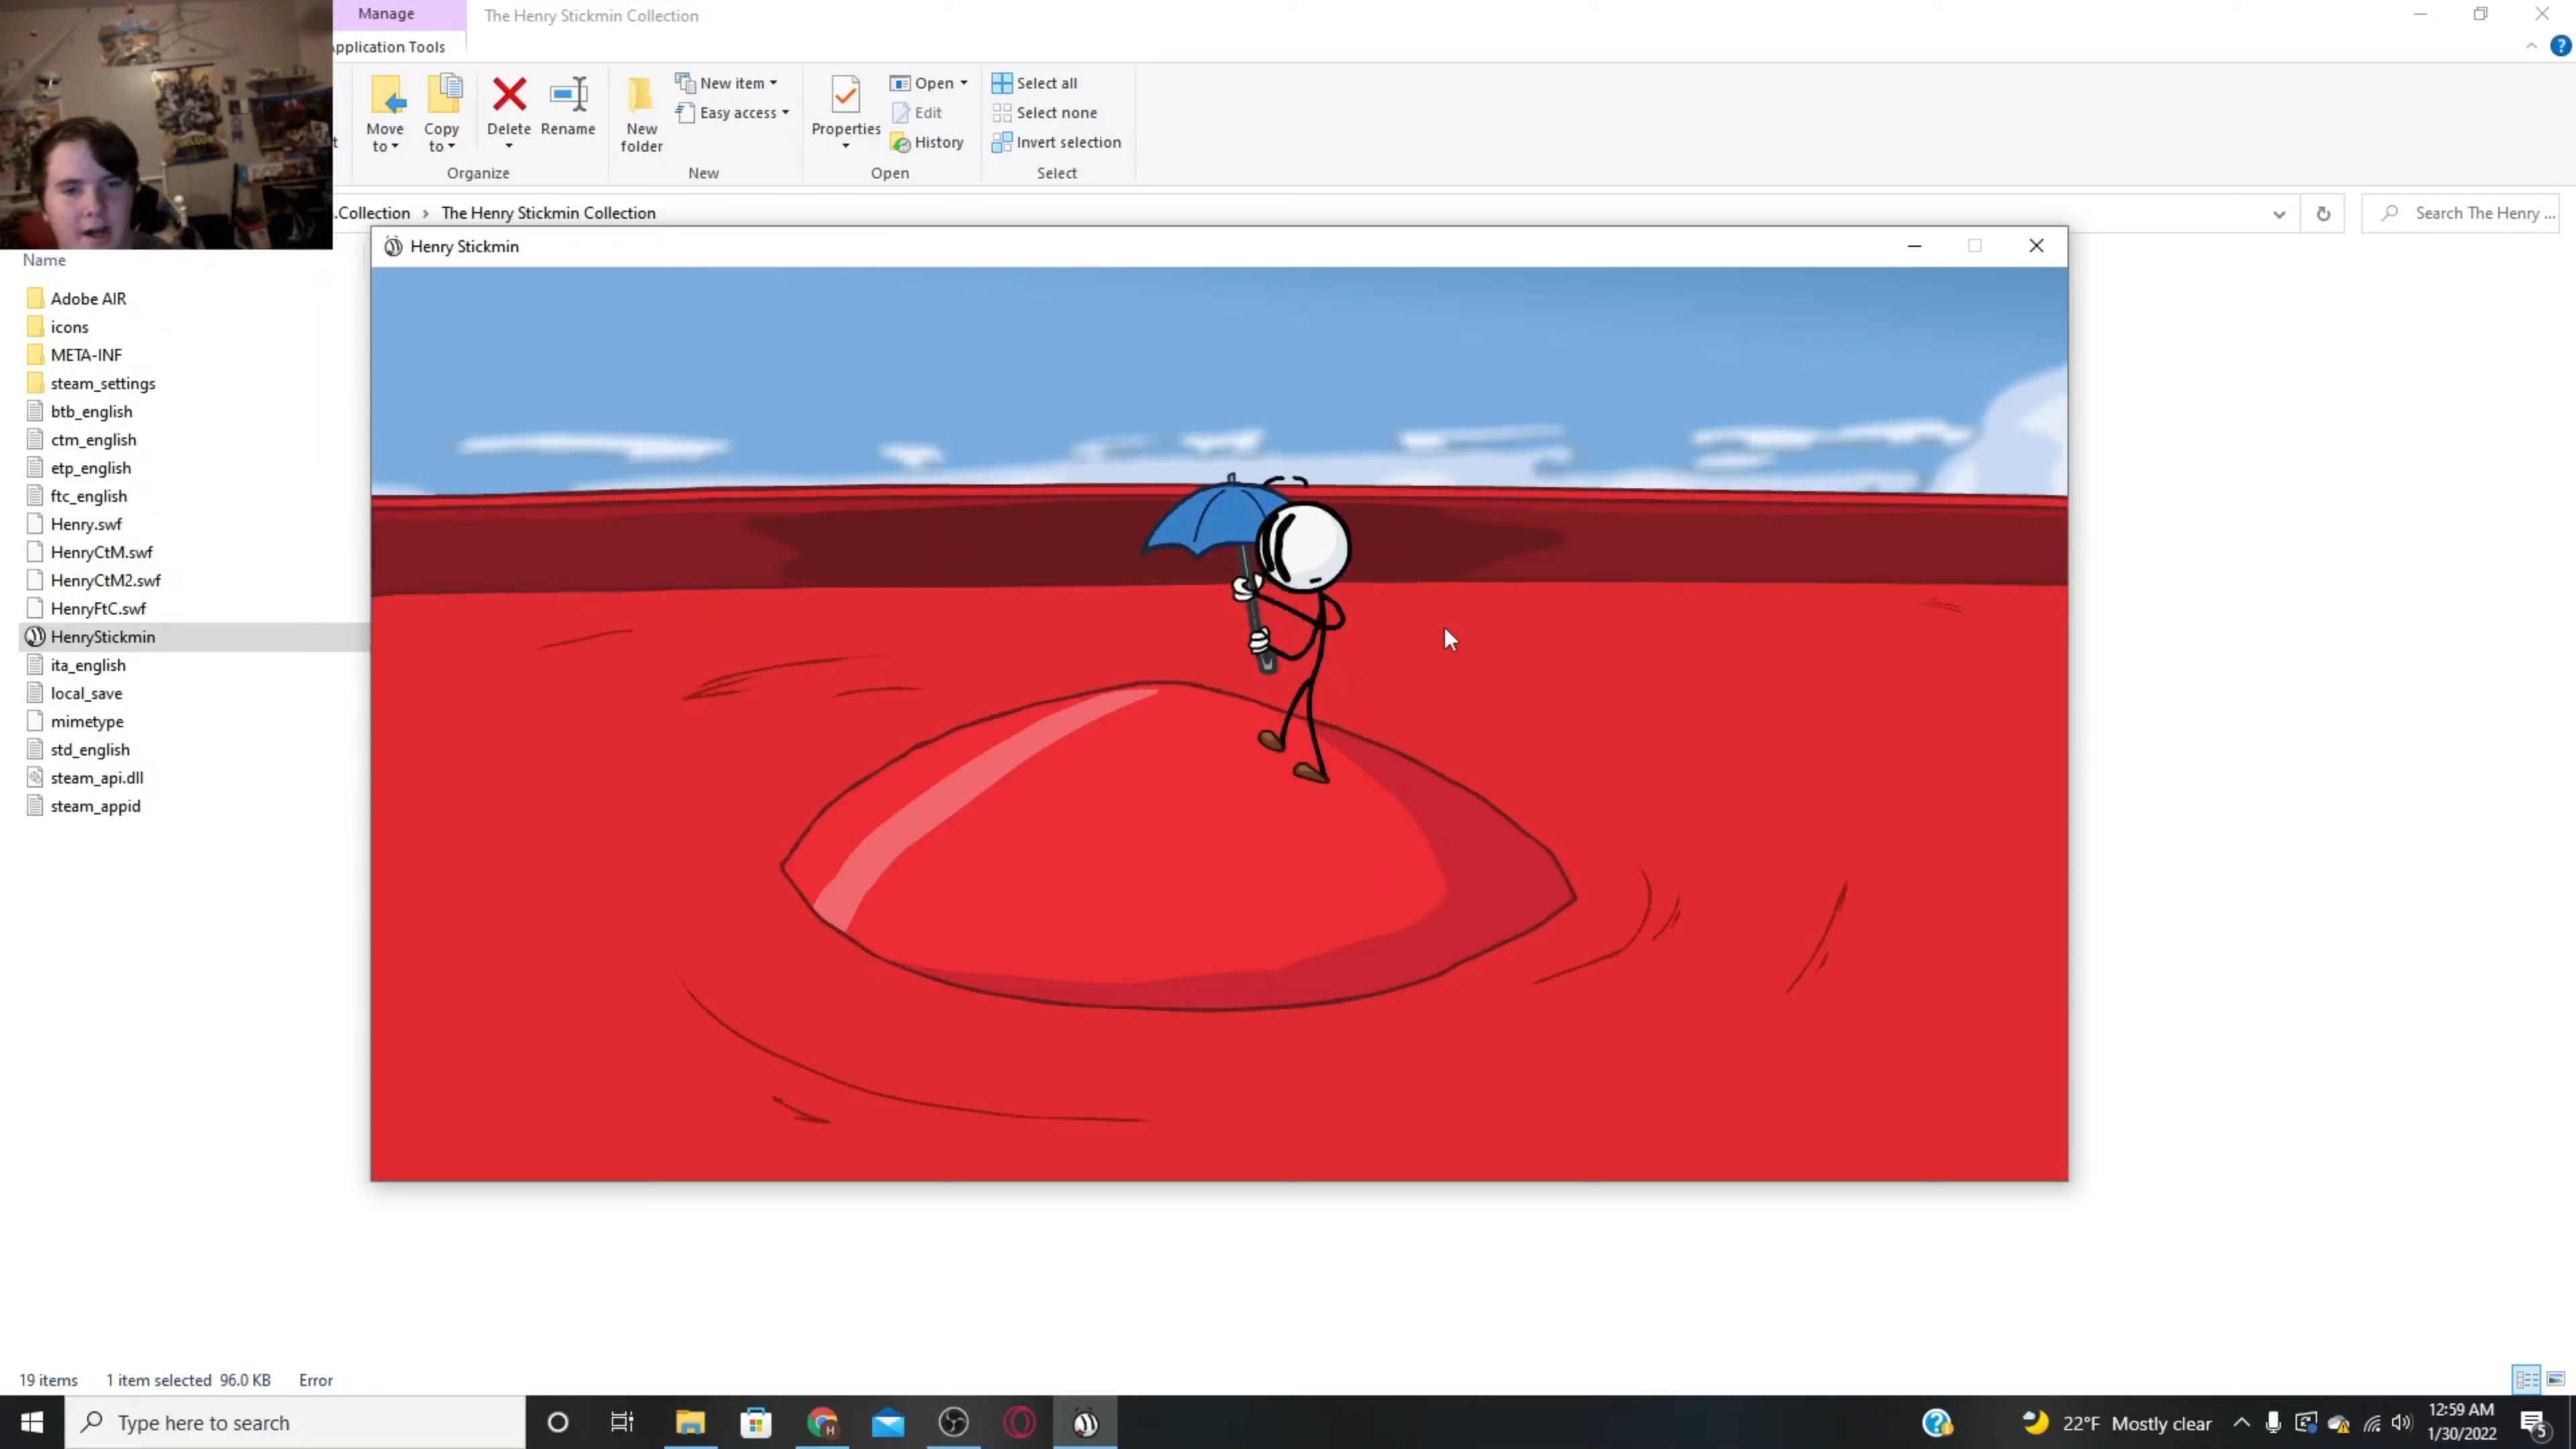 Manage
The Henry Stickmin Collection
pplication Tools
Move to
Copy to
Delete
Rename
New folder
New item
Easy access
Properties
Open
Edit
History
Select all
Select none
Invert selection
Organize
New
Open
Select
.Collection > The Henry Stickmin Collection
Search The Henry ...
Henry Stickmin
Name
Adobe AIR
icons
META-INF
steam_settings
btb_english
ctm_english
etp_english
ftc_english
Henry.swf
HenryCtM.swf
HenryCtM2.swf
HenryFtC.swf
HenryStickmin
ita_english
local_save
mimetype
std_english
steam_api.dll
steam_appid
19 items 1 item selected 96.0 KB Error
Type here to search
22°F Mostly clear
12:59 AM
1/30/2022
5